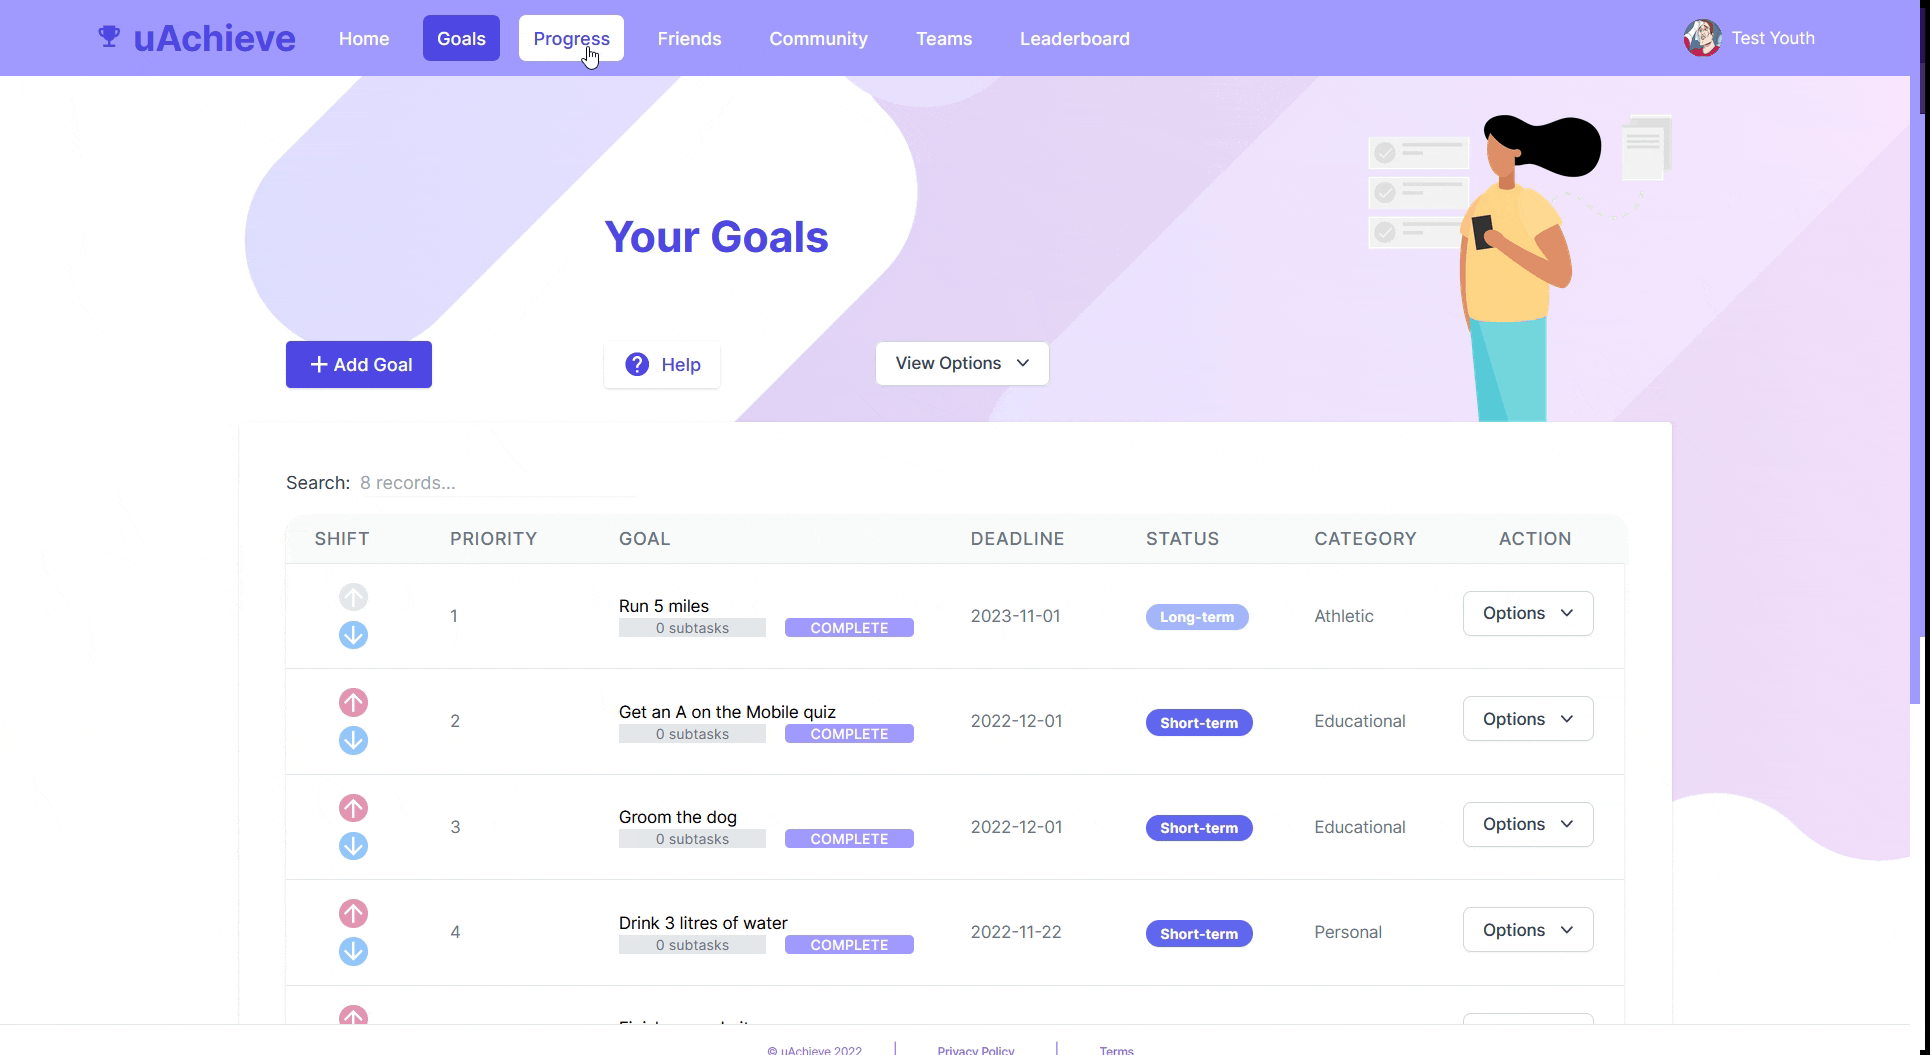 uAchieve Home Goals Progress Friends Community Teams Leaderboard Test Youth
Your Goals
+ Add Goal
? Help
View Options
Search: 8 records...
SHIFT PRIORITY GOAL DEADLINE STATUS CATEGORY ACTION
1 Run 5 miles 2023-11-01 Long-term Athletic Options
0 subtasks COMPLETE
2 Get an A on the Mobile quiz 2022-12-01 Short-term Educational Options
0 subtasks COMPLETE
3 Groom the dog 2022-12-01 Short-term Educational Options
0 subtasks COMPLETE
4 Drink 3 litres of water 2022-11-22 Short-term Personal Options
0 subtasks COMPLETE
© uAchieve 2022 | Privacy Policy | Terms